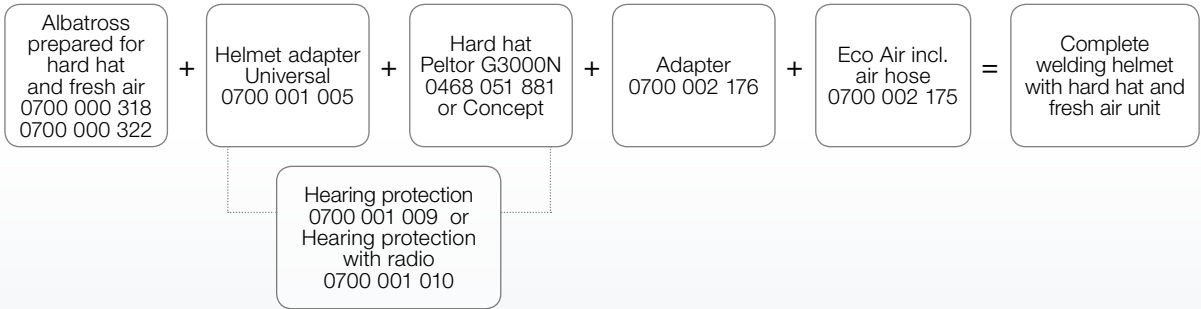 Albatross
prepared for
hard hat
and fresh air
0700 000 318
0700 000 322
+
Helmet adapter
Universal
0700 001 005
+
Hard hat
Peltor G3000N
0468 051 881
or Concept
+
Adapter
0700 002 176
+
Eco Air incl.
air hose
0700 002 175
=
Complete
welding helmet
with hard hat and
fresh air unit
Hearing protection
0700 001 009 or
Hearing protection
with radio
0700 001 010